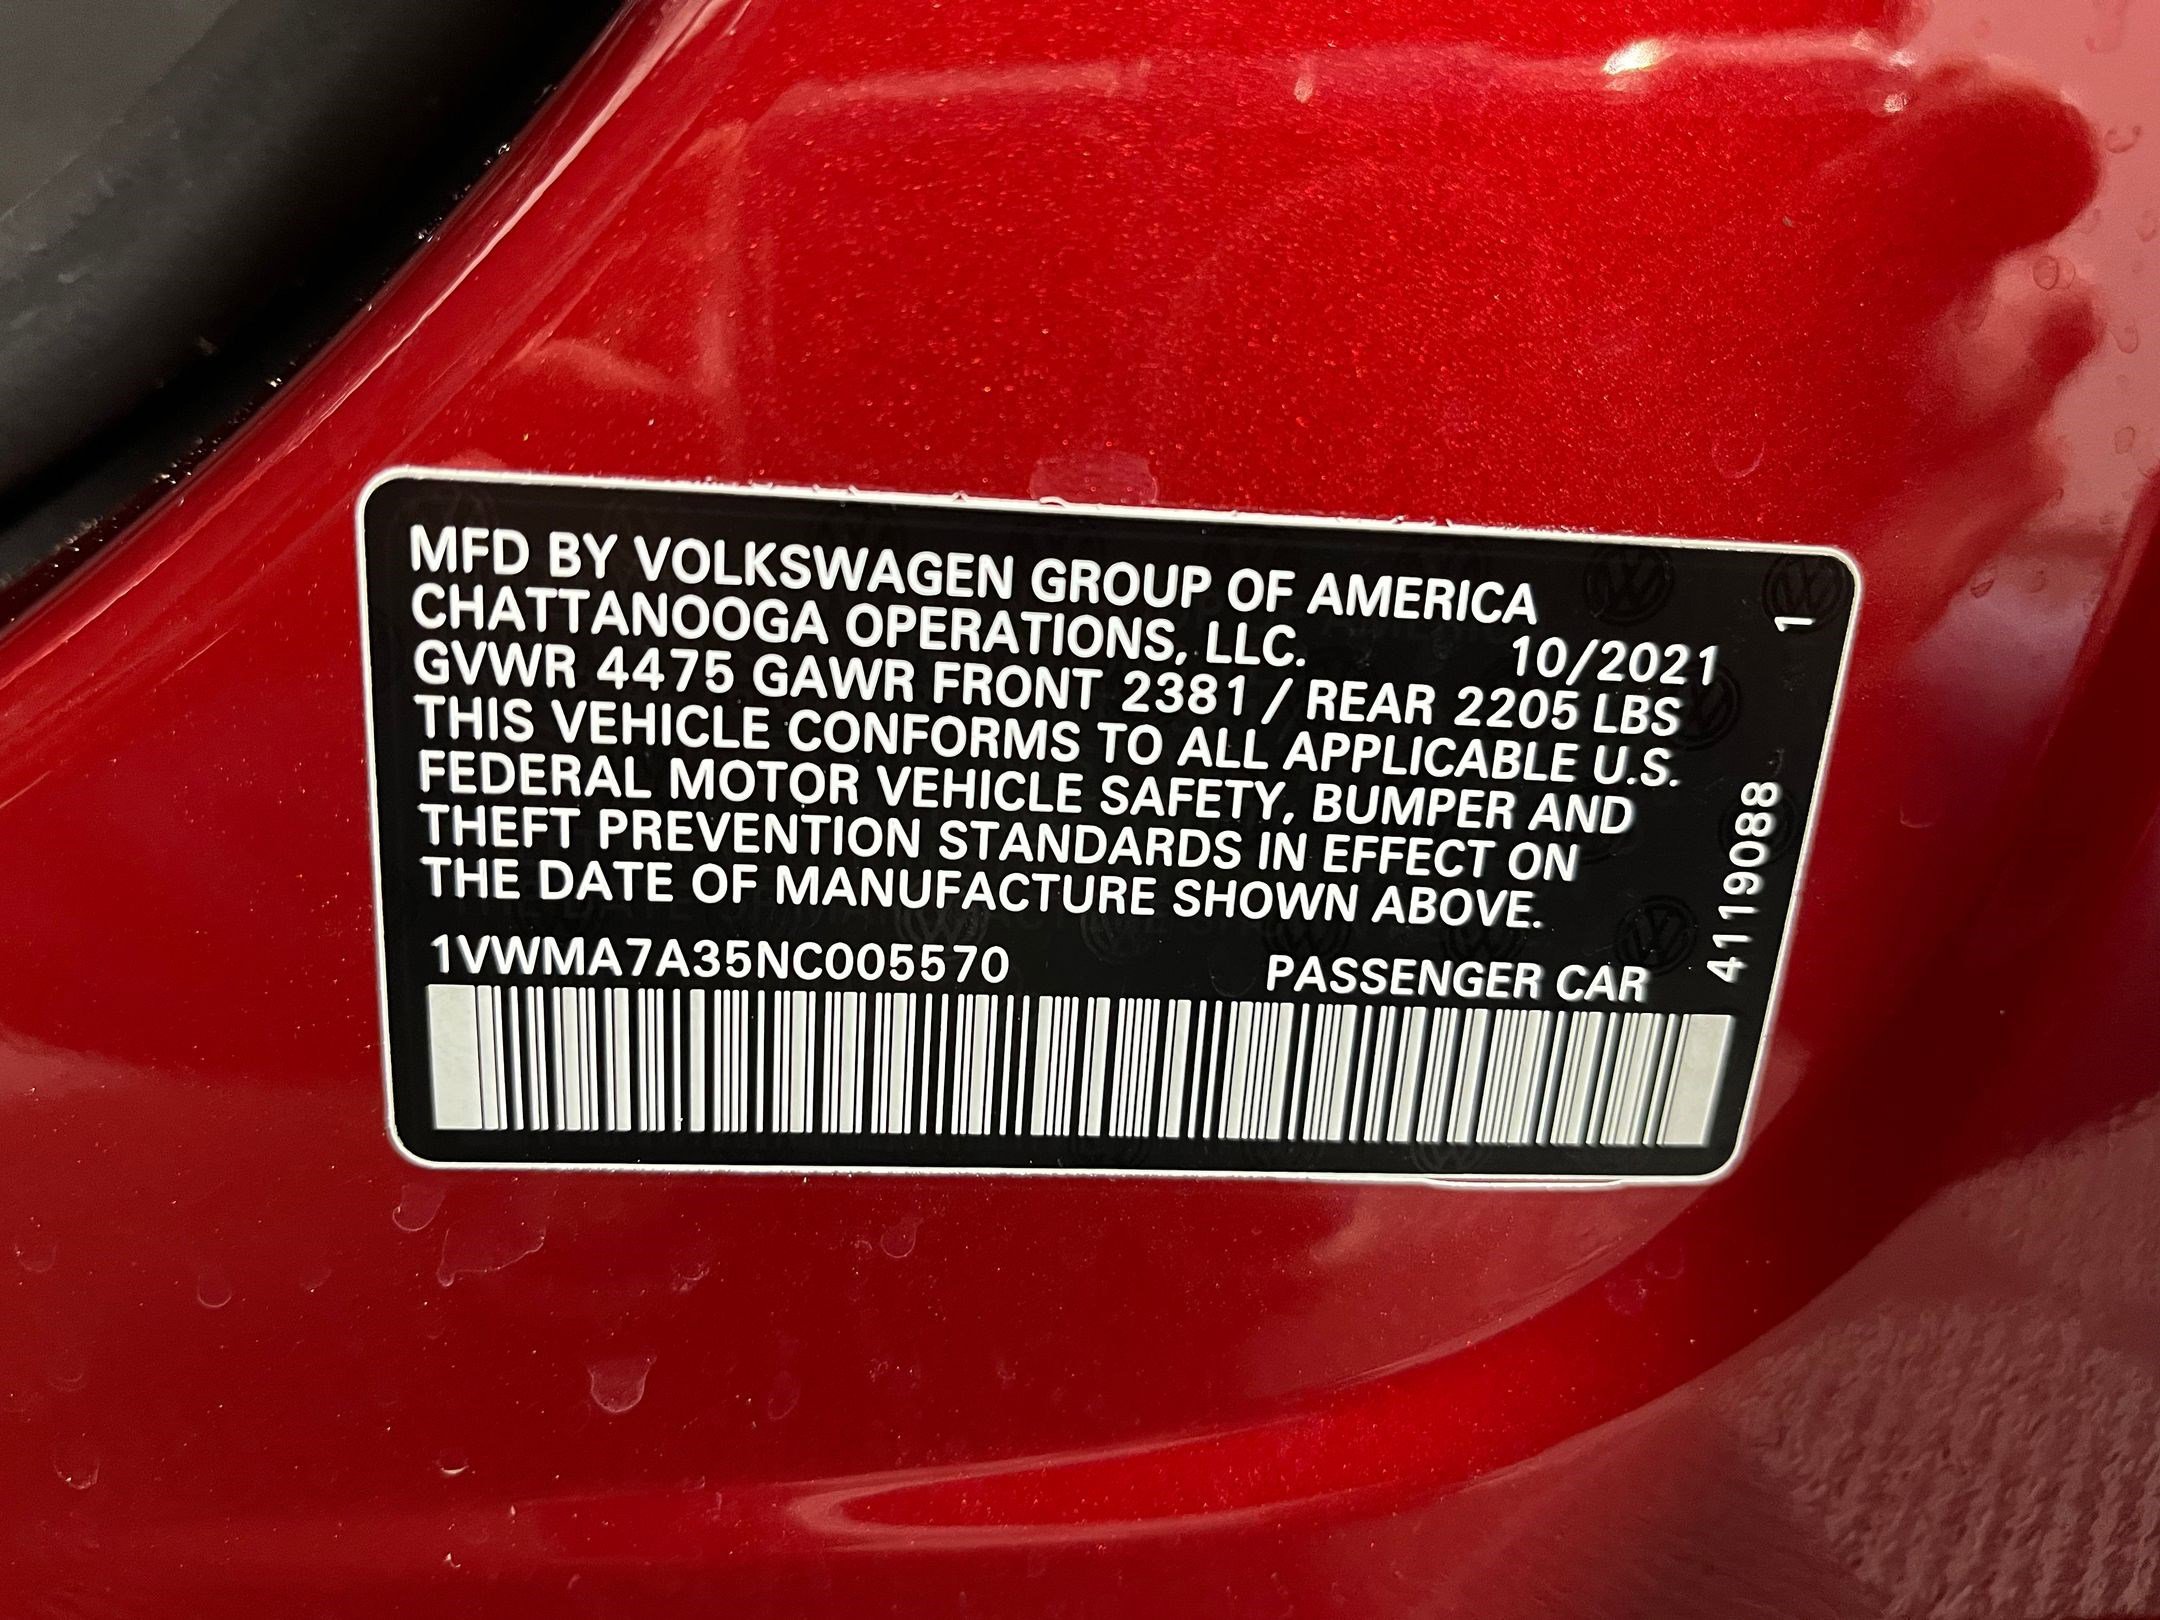 MFD BY VOLKSWAGEN GROUP OF AMERICA
CHATTANOOGA OPERATIONS, LLC. 10/2021
GVWR 4475 GAWR FRONT 2381 / REAR 2205 LBS
THIS VEHICLE CONFORMS TO ALL APPLICABLE U.S.
FEDERAL MOTOR VEHICLE SAFETY, BUMPER AND
THEFT PREVENTION STANDARDS IN EFFECT ON
THE DATE OF MANUFACTURE SHOWN ABOVE.
1VWMA7A35NC005570 PASSENGER CAR
4119088
1